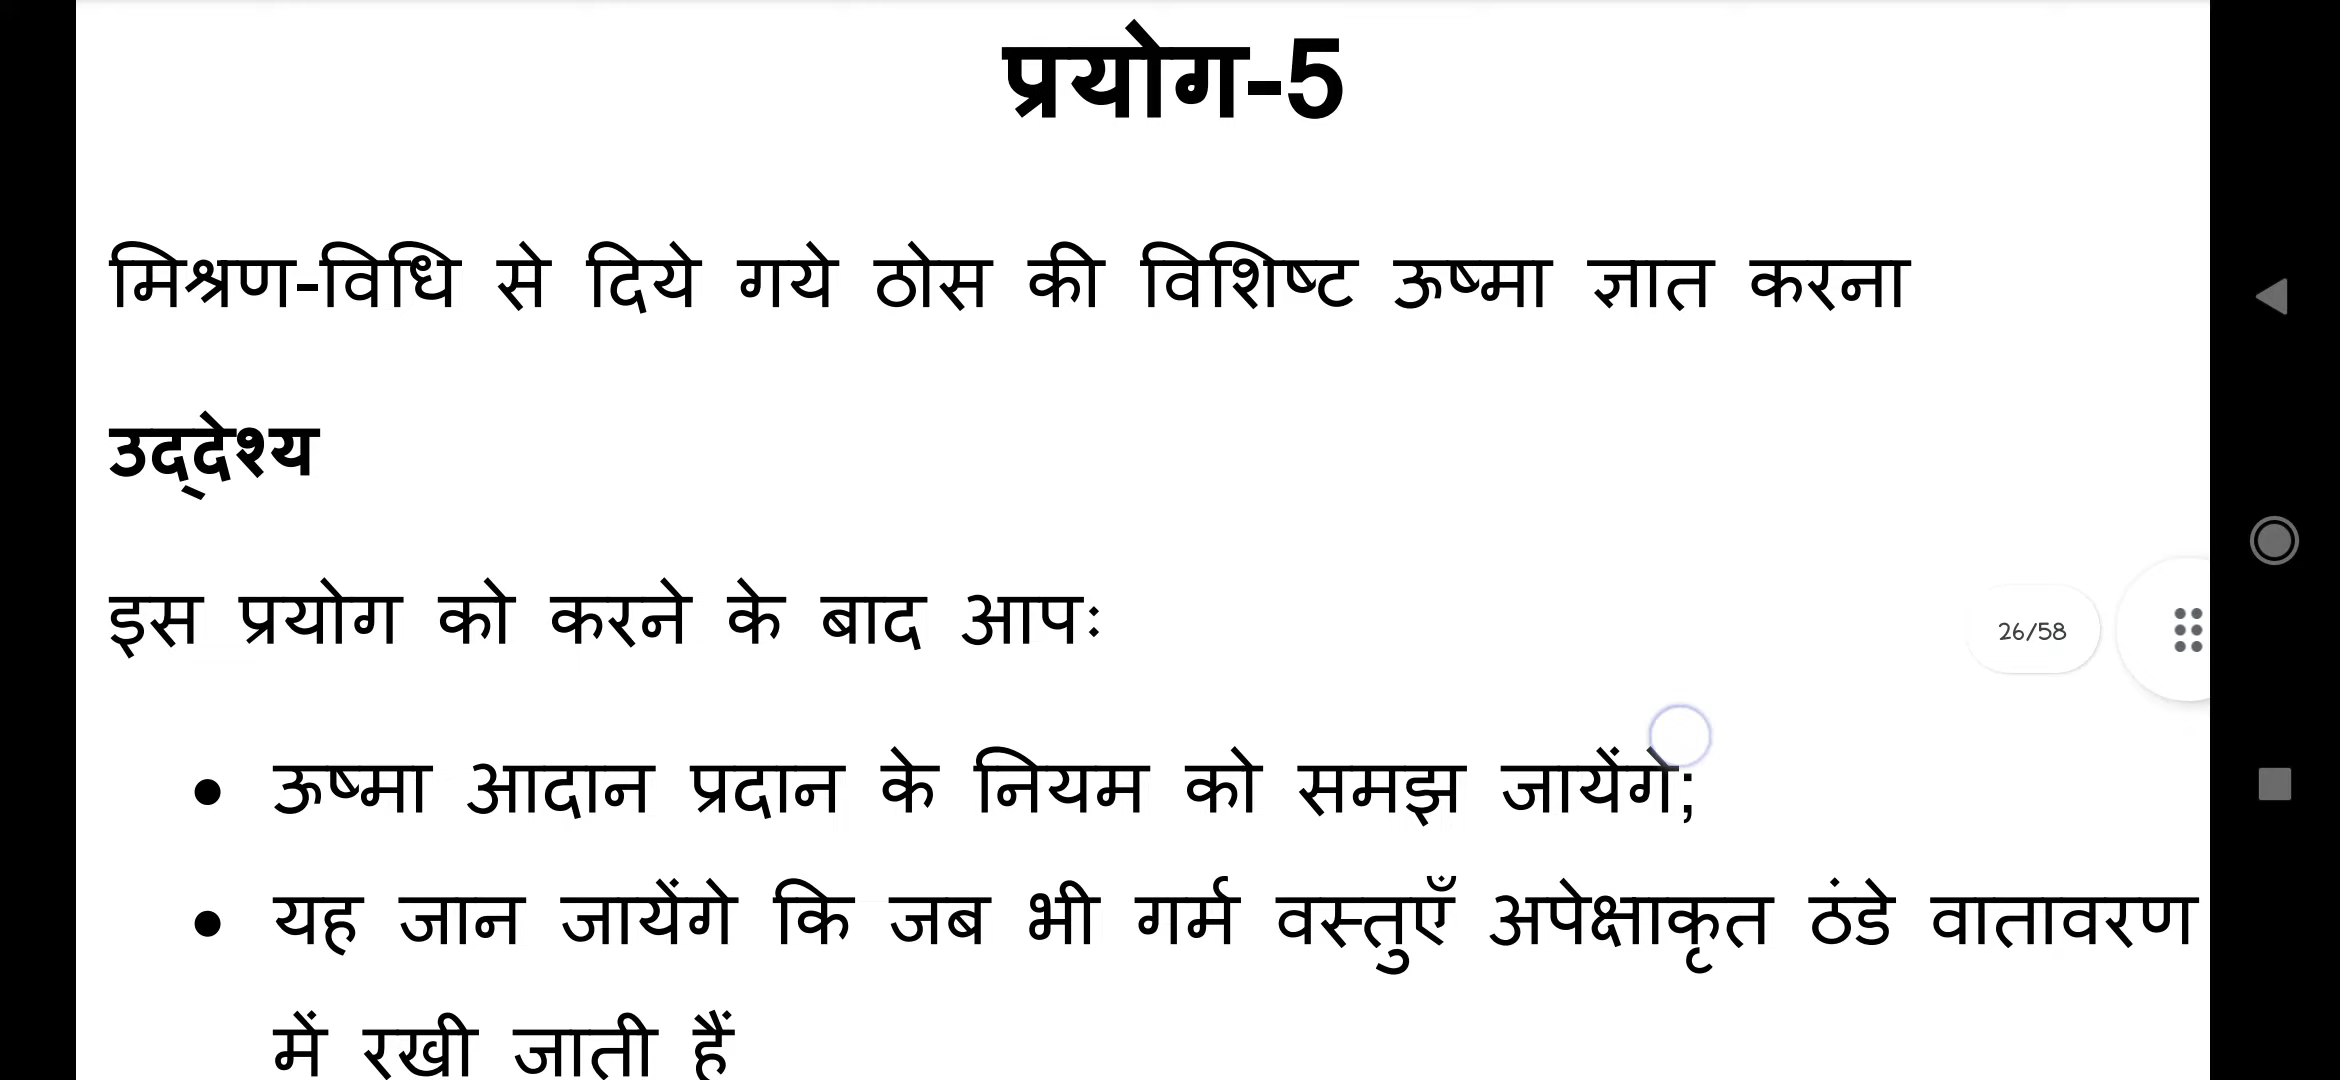 प्रयोग-5
मिश्रण-विधि से दिये गये ठोस की विशिष्ट ऊष्मा ज्ञात करना
उद्‌देश्य
इस प्रयोग को करने के बाद आपः
26/58
• ऊष्मा आदान प्रदान के नियम को समझ जायेंगे;
• यह जान जायेंगे कि जब भी गर्म वस्तुएँ अपेक्षाकृत ठंडे वातावरण
में रखी जाती हैं